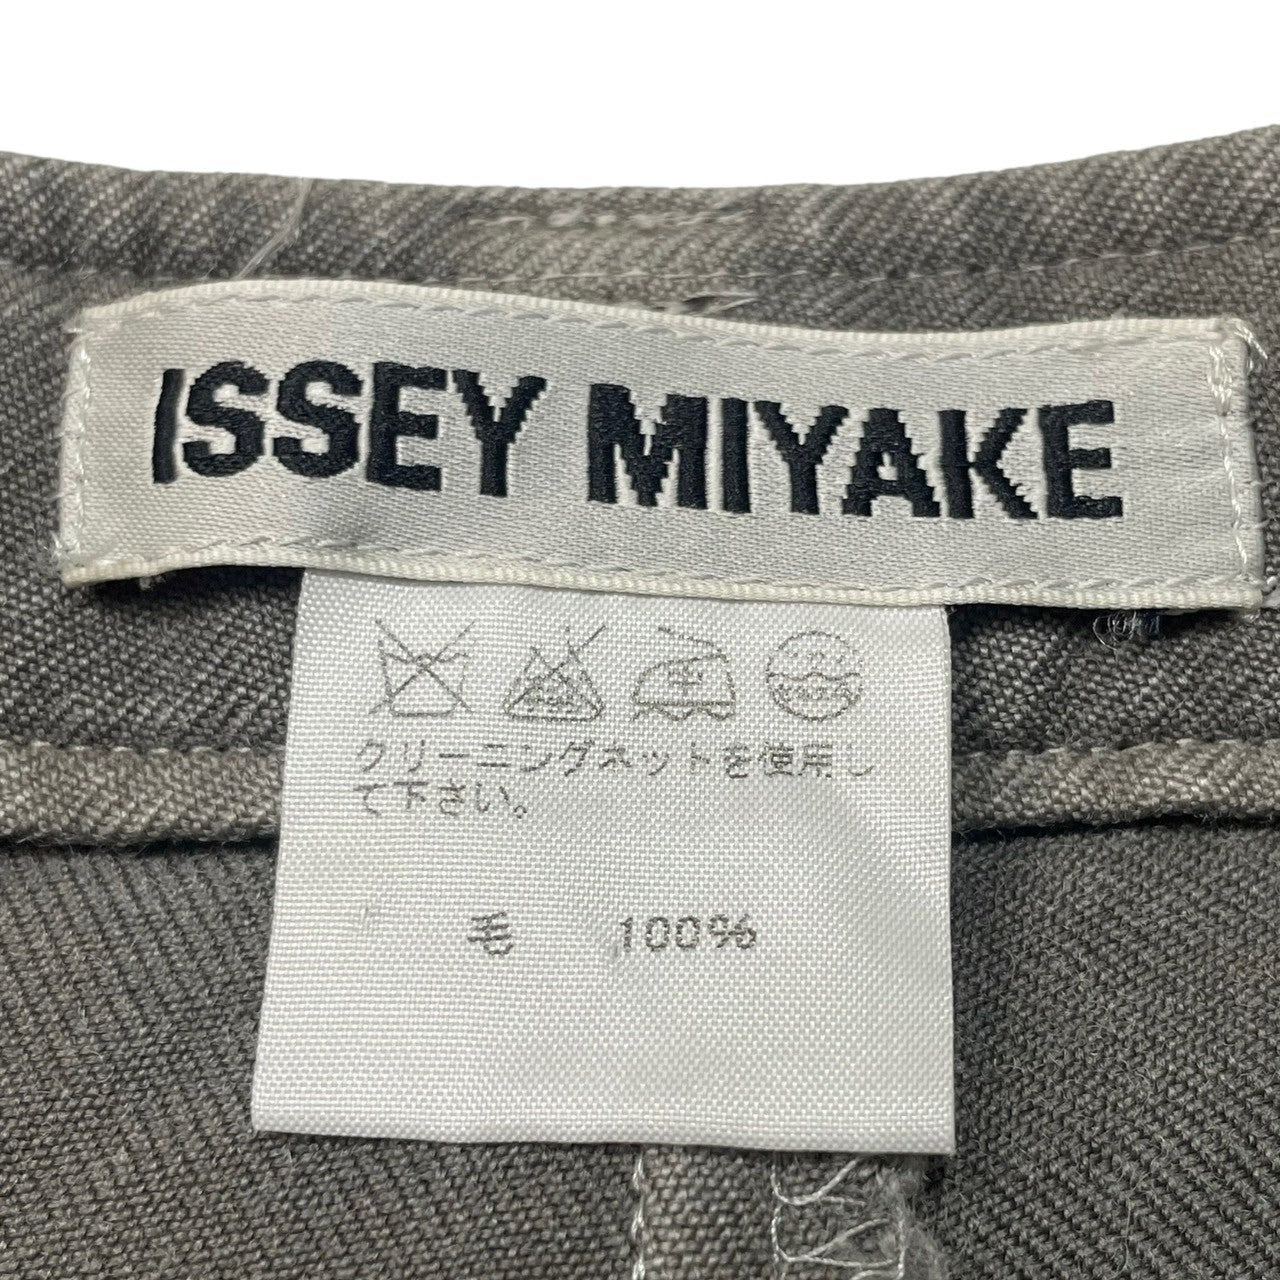 ISSEY MIYAKE
クリーニングネットを使用し
て下さい。
毛 100%